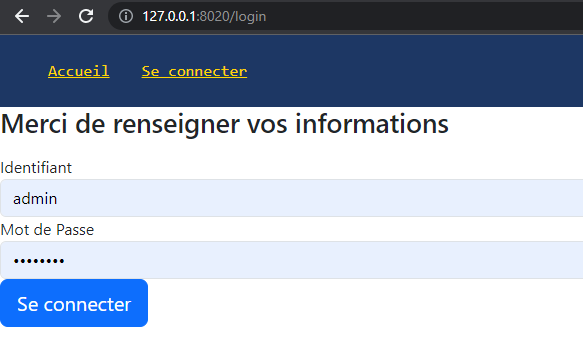 127.0.0.1:8020/login
Accueil Se connecter
Merci de renseigner vos informations
Identifiant
admin
Mot de Passe
••••••••
Se connecter